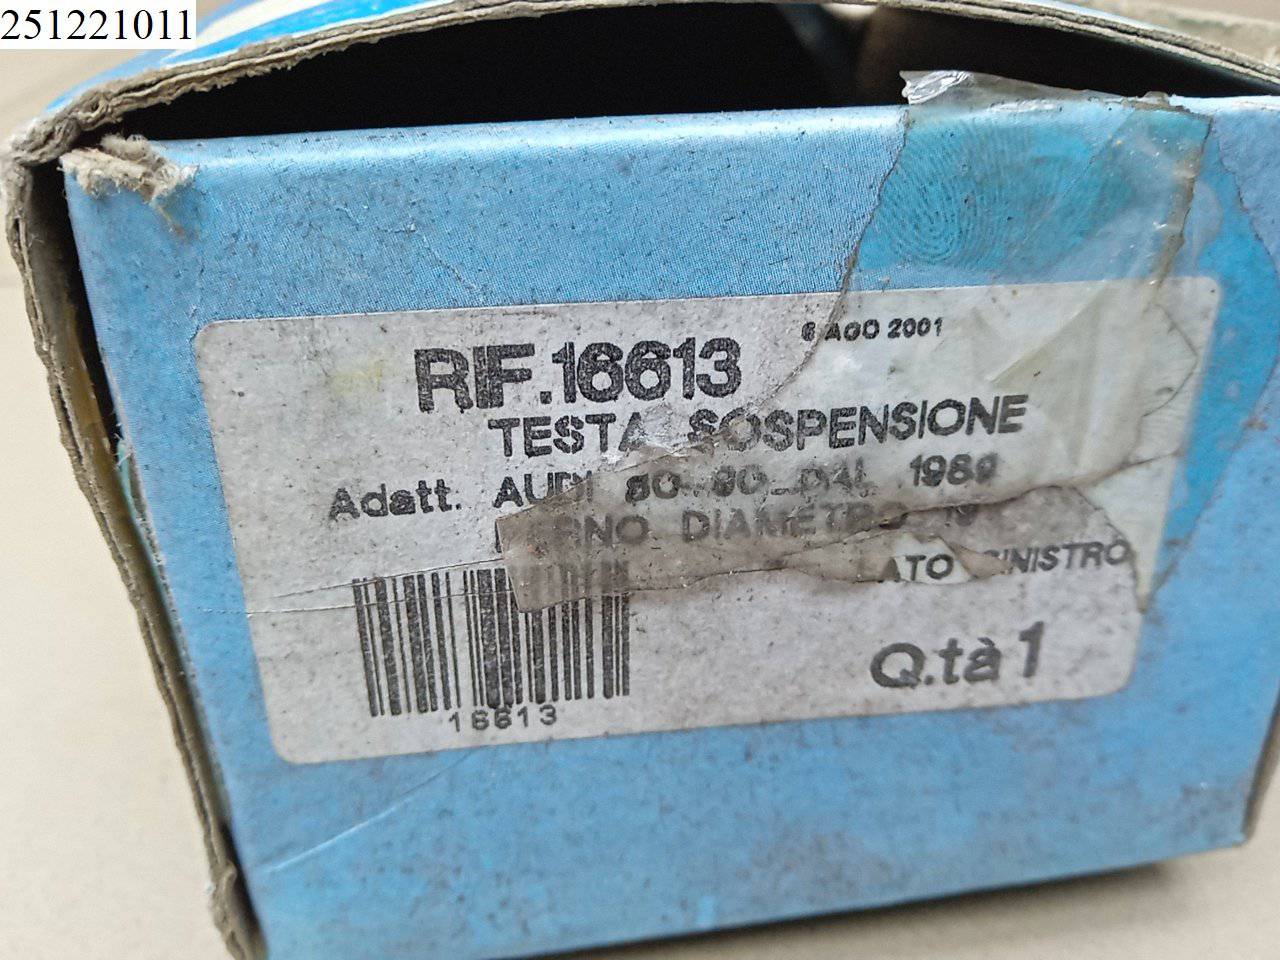 251221011
6 AGO 2001
RIF.16613
TESTA SOSPENSIONE
Adatt. AUDI 80-90 DAL 1989
DIAMETRO 19
LATO SINISTRO
Q.tà 1
16613